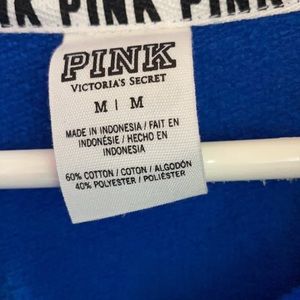 PINK PINK PINK
PINK
VICTORIA'S SECRET
M | M
MADE IN INDONESIA / FAIT EN
INDONÉSIE / HECHO EN
INDONESIA
60% COTTON / COTON / ALGODÓN
40% POLYESTER / POLIÉSTER